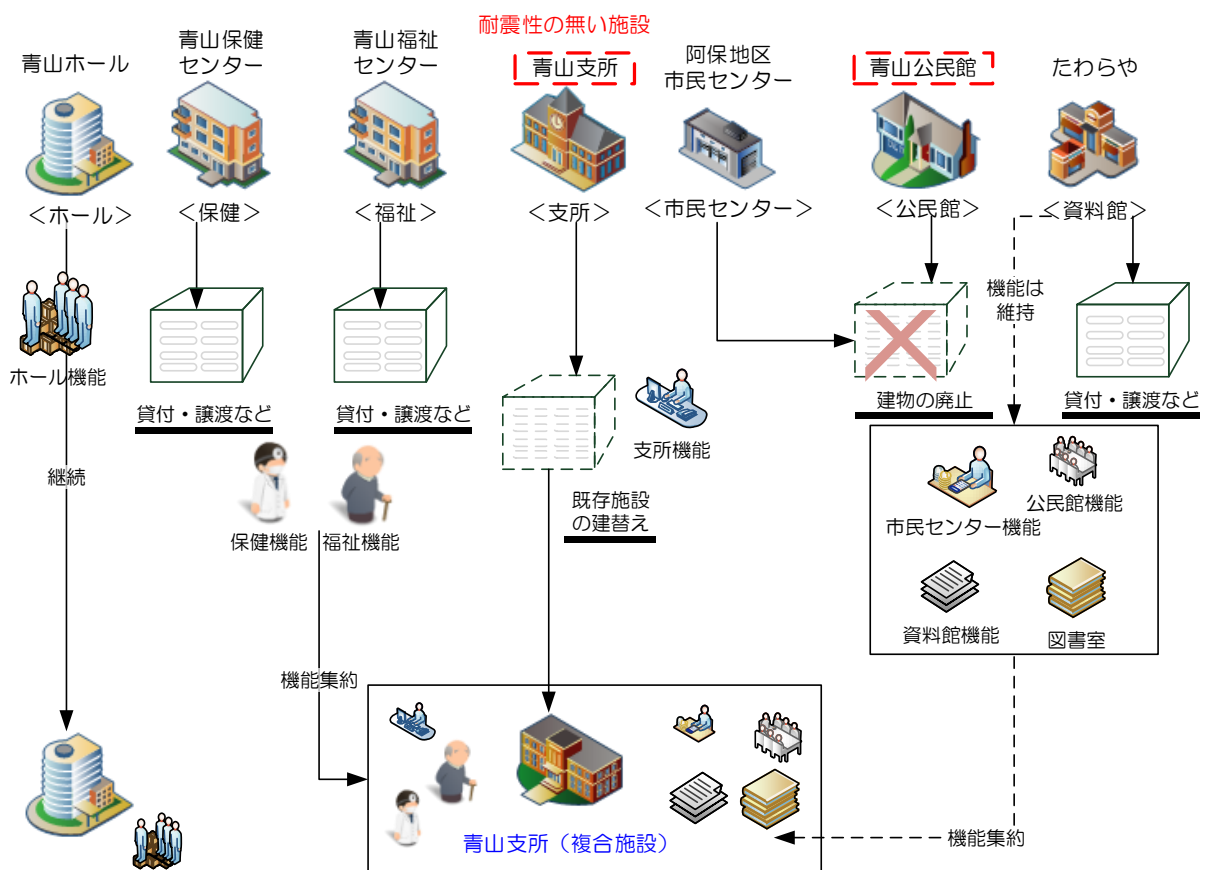 耐震性の無い施設
青山ホール
青山保健
センター
青山福祉
センター
青山支所
阿保地区
市民センター
青山公民館
たわらや
＜ホール＞
＜保健＞
＜福祉＞
＜支所＞
＜市民センター＞
＜公民館＞
＜資料館＞
機能は
維持
ホール機能
貸付・譲渡など
貸付・譲渡など
建物の廃止
貸付・譲渡など
支所機能
継続
既存施設
の建替え
公民館機能
市民センター機能
保健機能
福祉機能
資料館機能
図書室
機能集約
青山支所（複合施設）
機能集約